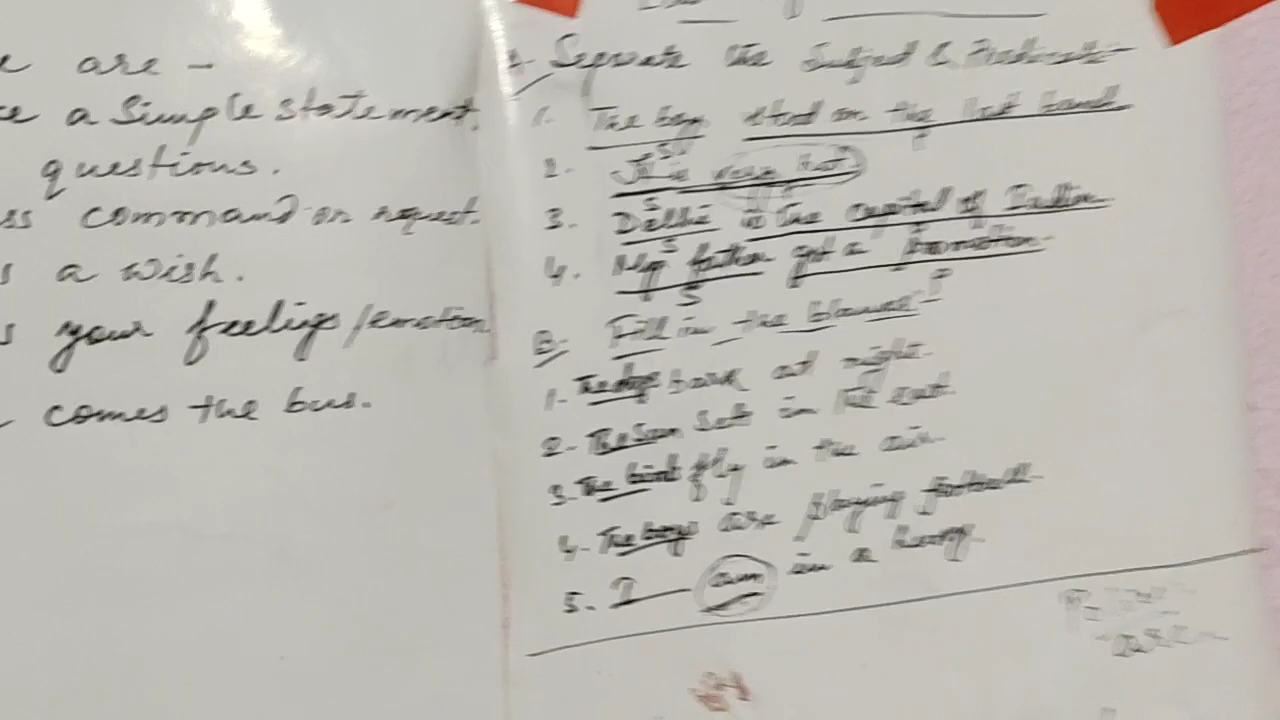 are -
a Simple statement.
questions.
command or request.
a wish.
your feelings/emotion
comes the bus.
Seperate the Subject & Predicate
1. The boy stood on the last bench
S
P
2. It is very hot
S
3. Delhi is the capital of India
S
4. My father got a Promotion
S
P
B. Fill in the blanks -
1. The dogs bark at night.
2. The Sun set in the east.
3. The bird fly in the air.
4. The boys are playing football.
5. I am in a hurry.